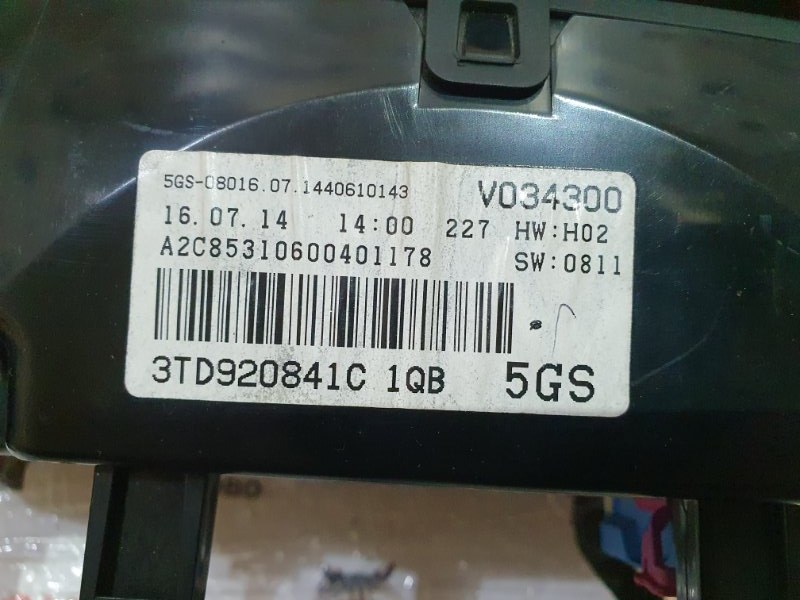 5GS-08016.07.1440610143 V034300
16.07.14 14:00 227 HW:H02
A2C85310600401178 SW:0811
3TD920841C 1QB 5GS